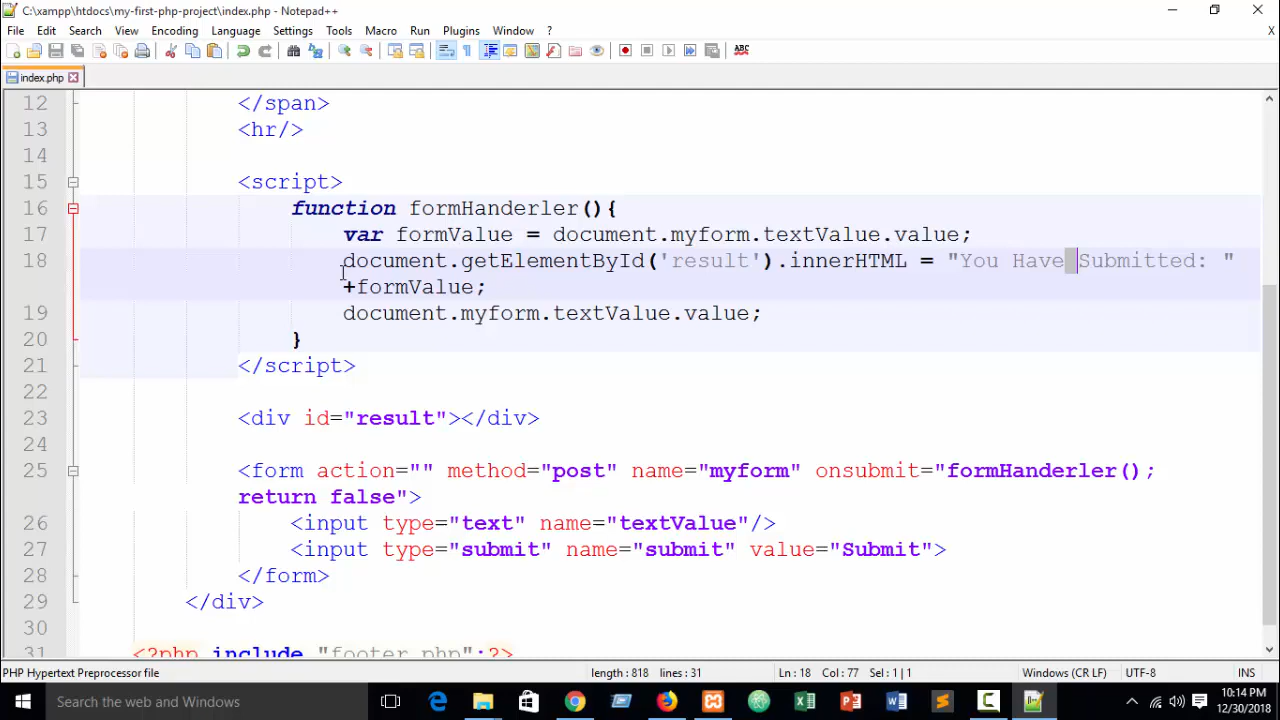 C:\xampp\htdocs\my-first-php-project\index.php - Notepad++
File Edit Search View Encoding Language Settings Tools Macro Run Plugins Window ?
X
ABC
index.php
12 </span>
13 <hr/>
14
15 <script>
16 function formHanderler(){
17 var formValue = document.myform.textValue.value;
18 document.getElementById('result').innerHTML = "You Have Submitted: "
+formValue;
19 document.myform.textValue.value;
20 }
21 </script>
22
23 <div id="result"></div>
24
25 <form action="" method="post" name="myform" onsubmit="formHanderler();
return false">
26 <input type="text" name="textValue"/>
27 <input type="submit" name="submit" value="Submit">
28 </form>
29 </div>
30
31 <?php include "footer.php";?>
PHP Hypertext Preprocessor file length : 818 lines : 31 Ln : 18 Col : 77 Sel : 1 | 1 Windows (CR LF) UTF-8 INS
Search the web and Windows
10:14 PM
12/30/2018